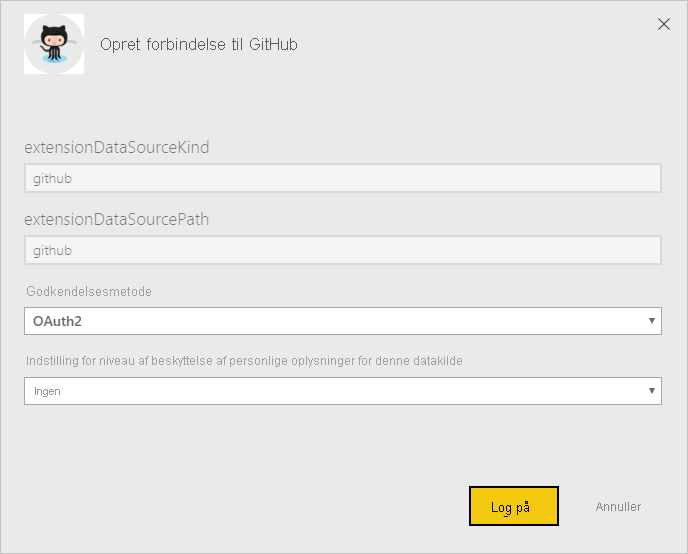 Opret forbindelse til GitHub
extensionDataSourceKind
github
extensionDataSourcePath
github
Godkendelsesmetode
OAuth2
Indstilling for niveau af beskyttelse af personlige oplysninger for denne datakilde
Ingen
Log på
Annuller